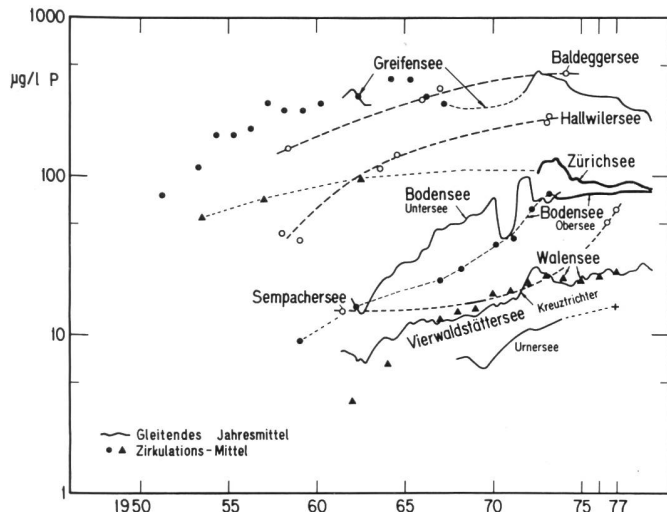 1000
µg/l P
100
10
1
Greifensee
Baldeggersee
Hallwilersee
Zürichsee
Bodensee
Untersee
Bodensee
Obersee
Walensee
Sempachersee
Kreuztrichter
Vierwaldstättersee
Urnersee
Gleitendes Jahresmittel
Zirkulations-Mittel
1950 55 60 65 70 75 77